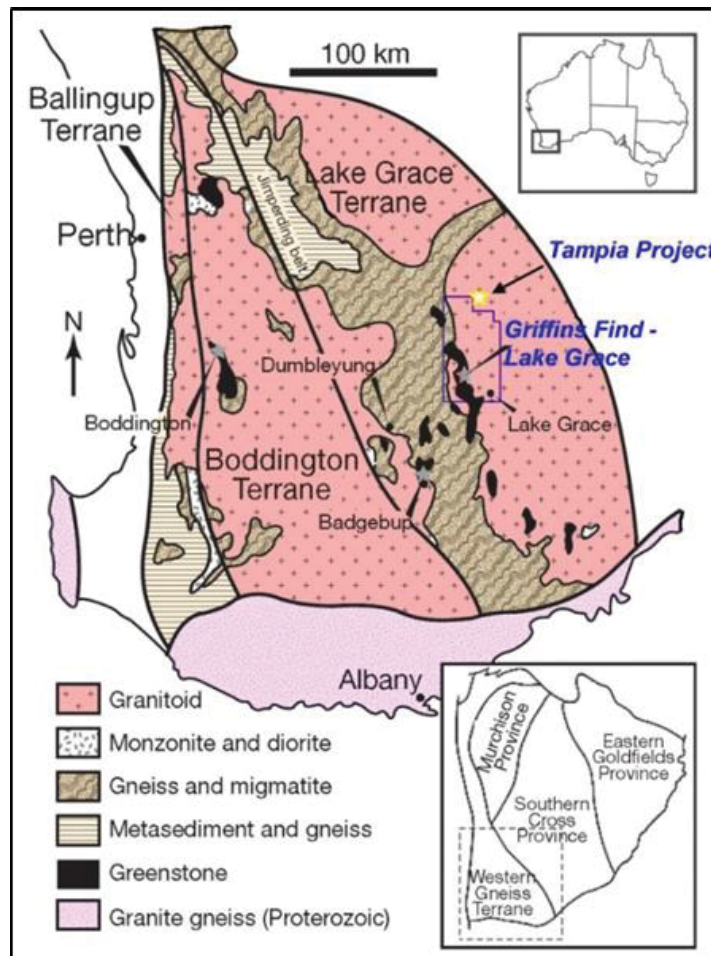 100 km
Ballingup
Terrane
Lake Grace
Terrane
Jimperding belt
Perth
Tampia Project
N
Griffins Find -
Lake Grace
Dumbleyung
Boddington
Lake Grace
Boddington
Terrane
Badgebup
Albany
Granitoid
Monzonite and diorite
Gneiss and migmatite
Metasediment and gneiss
Greenstone
Granite gneiss (Proterozoic)
Murchison
Province
Eastern
Goldfields
Province
Southern
Cross
Province
Western
Gneiss
Terrane